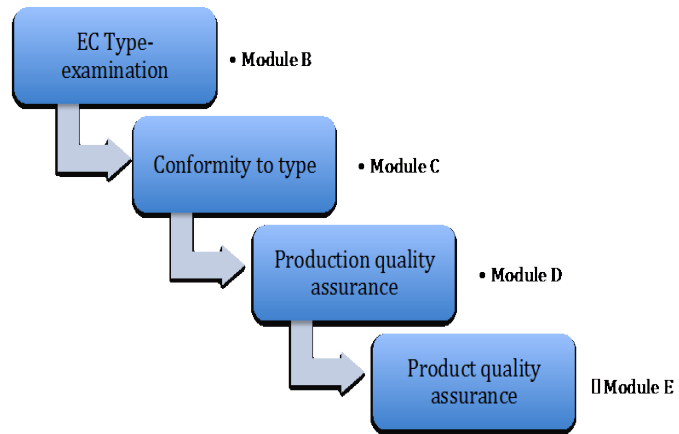 EC Type-
examination
• Module B
Conformity to type
• Module C
Production quality
assurance
• Module D
Product quality
assurance
▯ Module E